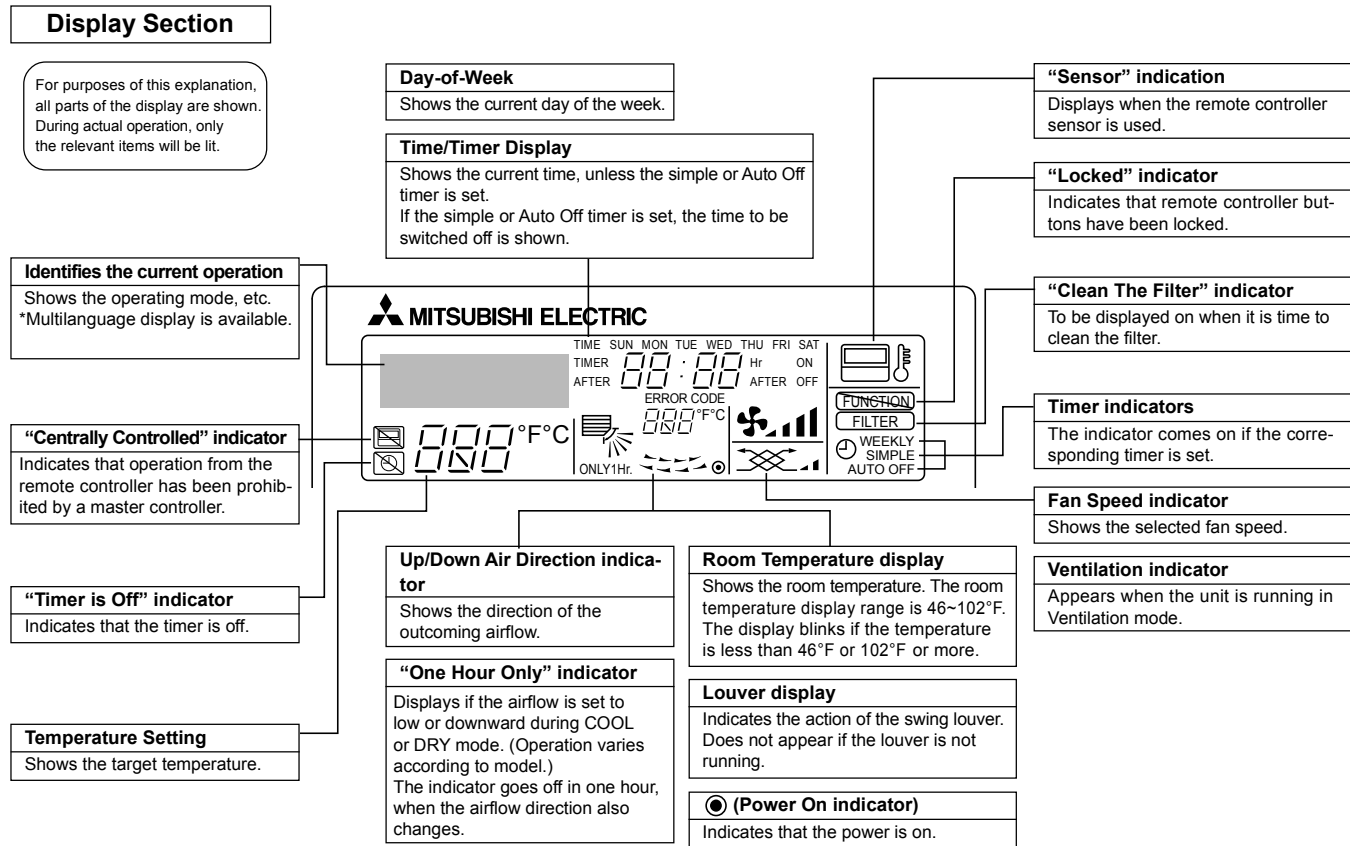 Display Section
For purposes of this explanation,
all parts of the display are shown.
During actual operation, only
the relevant items will be lit.
Day-of-Week
Shows the current day of the week.
Time/Timer Display
Shows the current time, unless the simple or Auto Off
timer is set.
If the simple or Auto Off timer is set, the time to be
switched off is shown.
Identifies the current operation
Shows the operating mode, etc.
*Multilanguage display is available.
"Centrally Controlled" indicator
Indicates that operation from the
remote controller has been prohib-
ited by a master controller.
"Timer is Off" indicator
Indicates that the timer is off.
Temperature Setting
Shows the target temperature.
MITSUBISHI ELECTRIC
TIME SUN MON TUE WED THU FRI SAT
TIMER 88:88 Hr ON
AFTER AFTER OFF
ERROR CODE
888 °F°C
888 °F°C
ONLY1Hr.
FUNCTION
FILTER
WEEKLY
SIMPLE
AUTO OFF
Up/Down Air Direction indica-
tor
Shows the direction of the
outcoming airflow.
"One Hour Only" indicator
Displays if the airflow is set to
low or downward during COOL
or DRY mode. (Operation varies
according to model.)
The indicator goes off in one hour,
when the airflow direction also
changes.
Room Temperature display
Shows the room temperature. The room
temperature display range is 46~102°F.
The display blinks if the temperature
is less than 46°F or 102°F or more.
Louver display
Indicates the action of the swing louver.
Does not appear if the louver is not
running.
(Power On indicator)
Indicates that the power is on.
"Sensor" indication
Displays when the remote controller
sensor is used.
"Locked" indicator
Indicates that remote controller but-
tons have been locked.
"Clean The Filter" indicator
To be displayed on when it is time to
clean the filter.
Timer indicators
The indicator comes on if the corre-
sponding timer is set.
Fan Speed indicator
Shows the selected fan speed.
Ventilation indicator
Appears when the unit is running in
Ventilation mode.